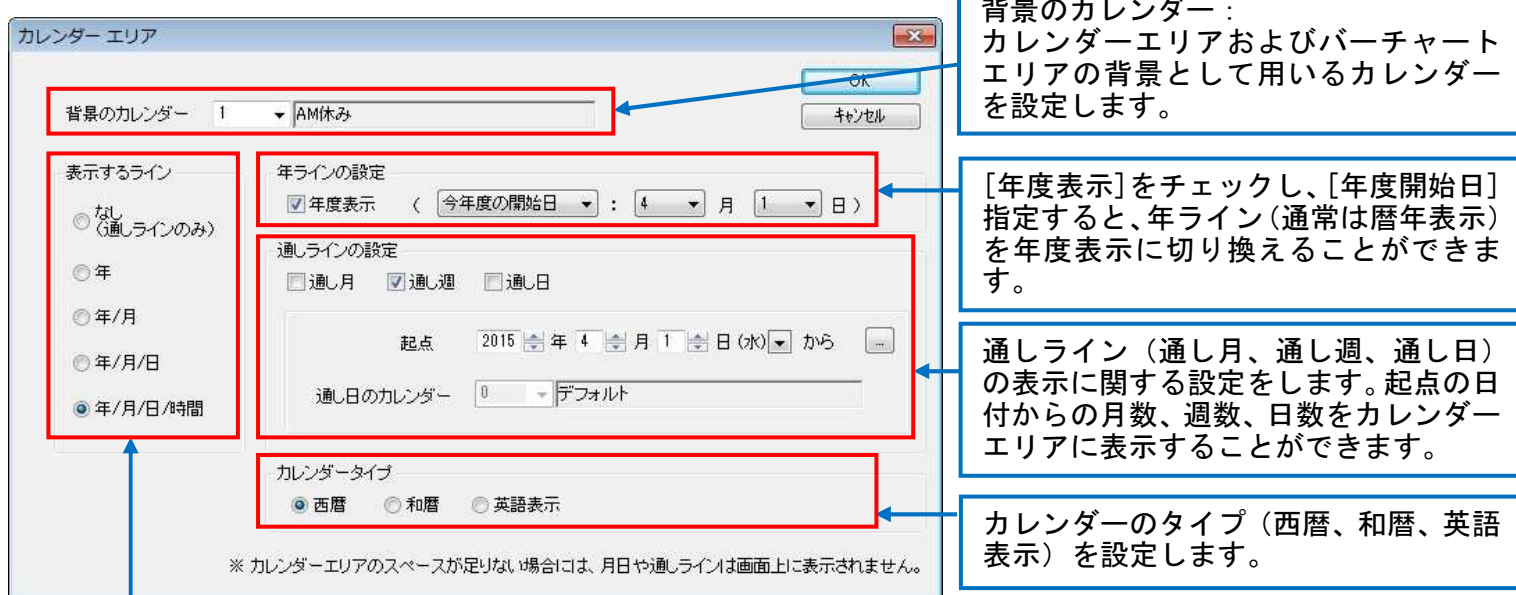 カレンダー エリア
OK
キャンセル
背景のカレンダー 1 AM休み
表示するライン
なし
(通しラインのみ)
年
年/月
年/月/日
年/月/日/時間
年ラインの設定
年度表示 ( 今年度の開始日 : 4 月 1 日)
通しラインの設定
通し月 通し週 通し日
起点 2015 年 4 月 1 日 (水) から ...
通し日のカレンダー 0 デフォルト
カレンダータイプ
西暦 和暦 英語表示
※ カレンダーエリアのスペースが足りない場合には、月日や通しラインは画面上に表示されません。
背景のカレンダー:
カレンダーエリアおよびバーチャート
エリアの背景として用いるカレンダー
を設定します。
[年度表示]をチェックし、[年度開始日]
指定すると、年ライン(通常は暦年表示)
を年度表示に切り換えることができま
す。
通しライン(通し月、通し週、通し日)
の表示に関する設定をします。起点の日
付からの月数、週数、日数をカレンダー
エリアに表示することができます。
カレンダーのタイプ(西暦、和暦、英語
表示)を設定します。